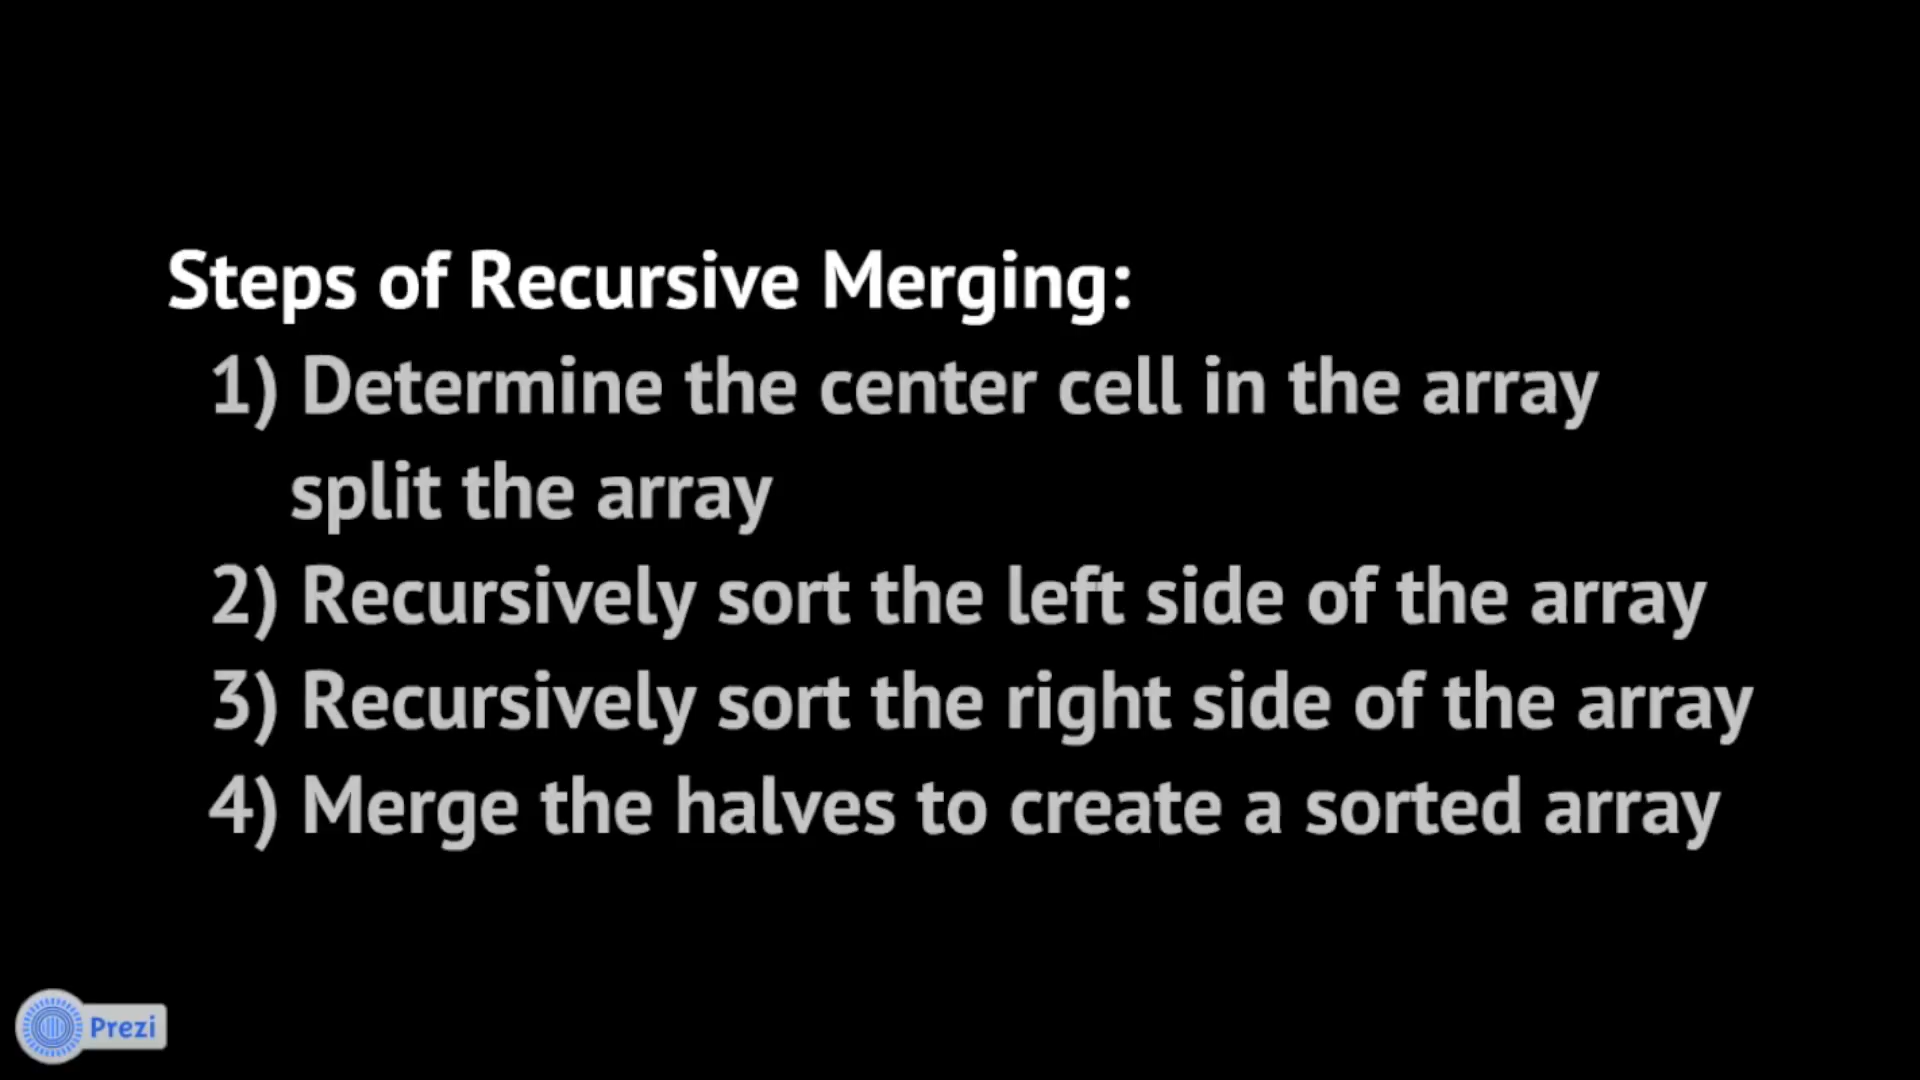 Steps of Recursive Merging:
1) Determine the center cell in the array
split the array
2) Recursively sort the left side of the array
3) Recursively sort the right side of the array
4) Merge the halves to create a sorted array
Prezi